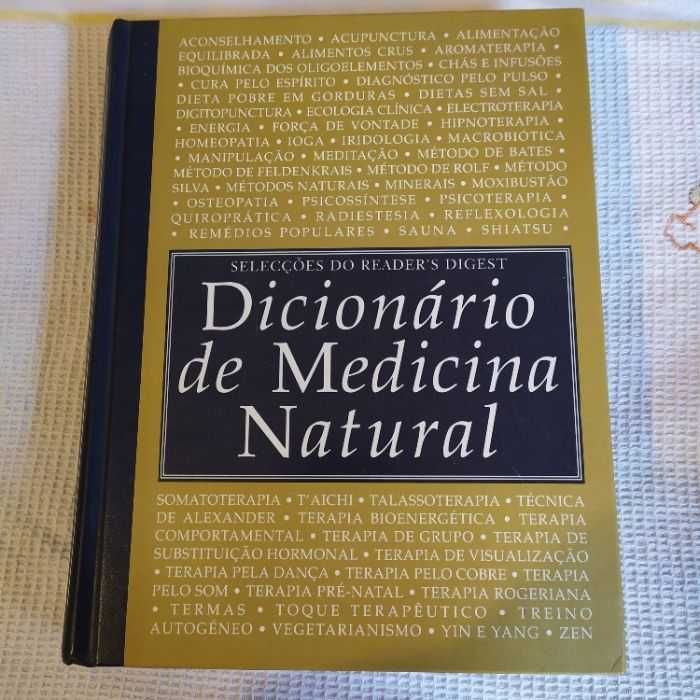 ACONSELHAMENTO • ACUPUNCTURA • ALIMENTAÇÃO
EQUILIBRADA • ALIMENTOS CRUS • AROMATERAPIA •
BIOQUÍMICA DOS OLIGOELEMENTOS • CHÁS E INFUSÕES
• CURA PELO ESPÍRITO • DIAGNÓSTICO PELO PULSO •
DIETA POBRE EM GORDURAS • DIETAS SEM SAL •
DIGITOPUNCTURA • ECOLOGIA CLÍNICA • ELECTROTERAPIA
• ENERGIA • FORÇA DE VONTADE • HIPNOTERAPIA •
HOMEOPATIA • IOGA • IRIDOLOGIA • MACROBIÓTICA
• MANIPULAÇÃO • MEDITAÇÃO • MÉTODO DE BATES •
MÉTODO DE FELDENKRAIS • MÉTODO DE ROLF • MÉTODO
SILVA • MÉTODOS NATURAIS • MINERAIS • MOXIBUSTÃO
• OSTEOPATIA • PSICOSSÍNTESE • PSICOTERAPIA •
QUIROPRÁTICA • RADIESTESIA • REFLEXOLOGIA
• REMÉDIOS POPULARES • SAUNA • SHIATSU •
SELECÇÕES DO READER'S DIGEST
Dicionário
de Medicina
Natural
SOMATOTERAPIA • T'AICHI • TALASSOTERAPIA • TÉCNICA
DE ALEXANDER • TERAPIA BIOENERGÉTICA • TERAPIA
COMPORTAMENTAL • TERAPIA DE GRUPO • TERAPIA DE
SUBSTITUIÇÃO HORMONAL • TERAPIA DE VISUALIZAÇÃO
• TERAPIA PELA DANÇA • TERAPIA PELO COBRE • TERAPIA
PELO SOM • TERAPIA PRÉ-NATAL • TERAPIA ROGERIANA
• TERMAS • TOQUE TERAPÊUTICO • TREINO
AUTOGÉNEO • VEGETARIANISMO • YIN E YANG • ZEN